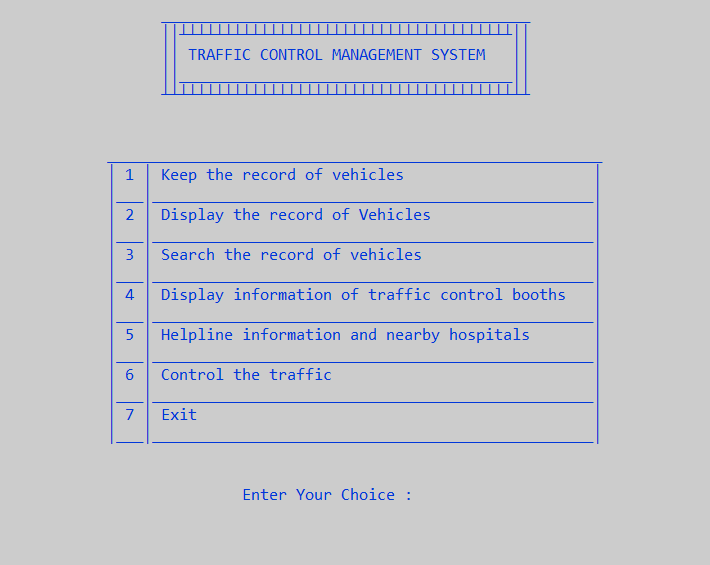 TRAFFIC CONTROL MANAGEMENT SYSTEM
1 Keep the record of vehicles
2 Display the record of Vehicles
3 Search the record of vehicles
4 Display information of traffic control booths
5 Helpline information and nearby hospitals
6 Control the traffic
7 Exit
Enter Your Choice :